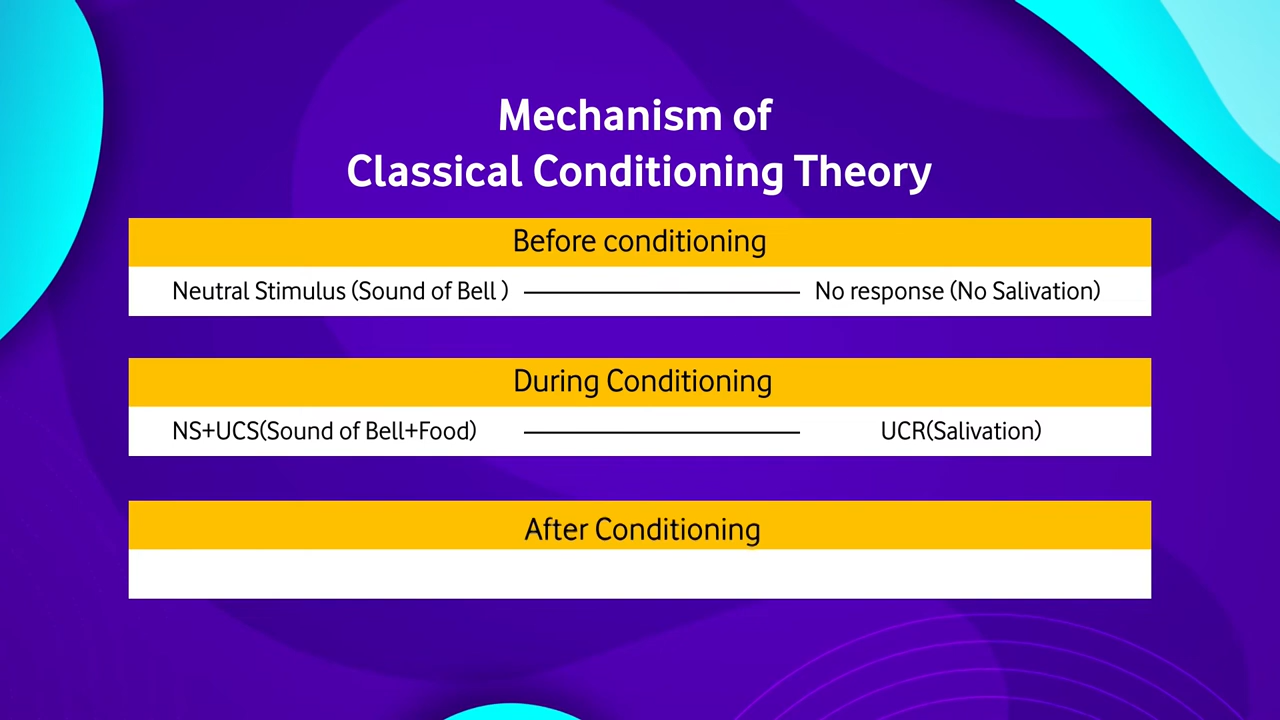 Mechanism of
Classical Conditioning Theory
Before conditioning
Neutral Stimulus (Sound of Bell ) No response (No Salivation)
During Conditioning
NS+UCS(Sound of Bell+Food) UCR(Salivation)
After Conditioning